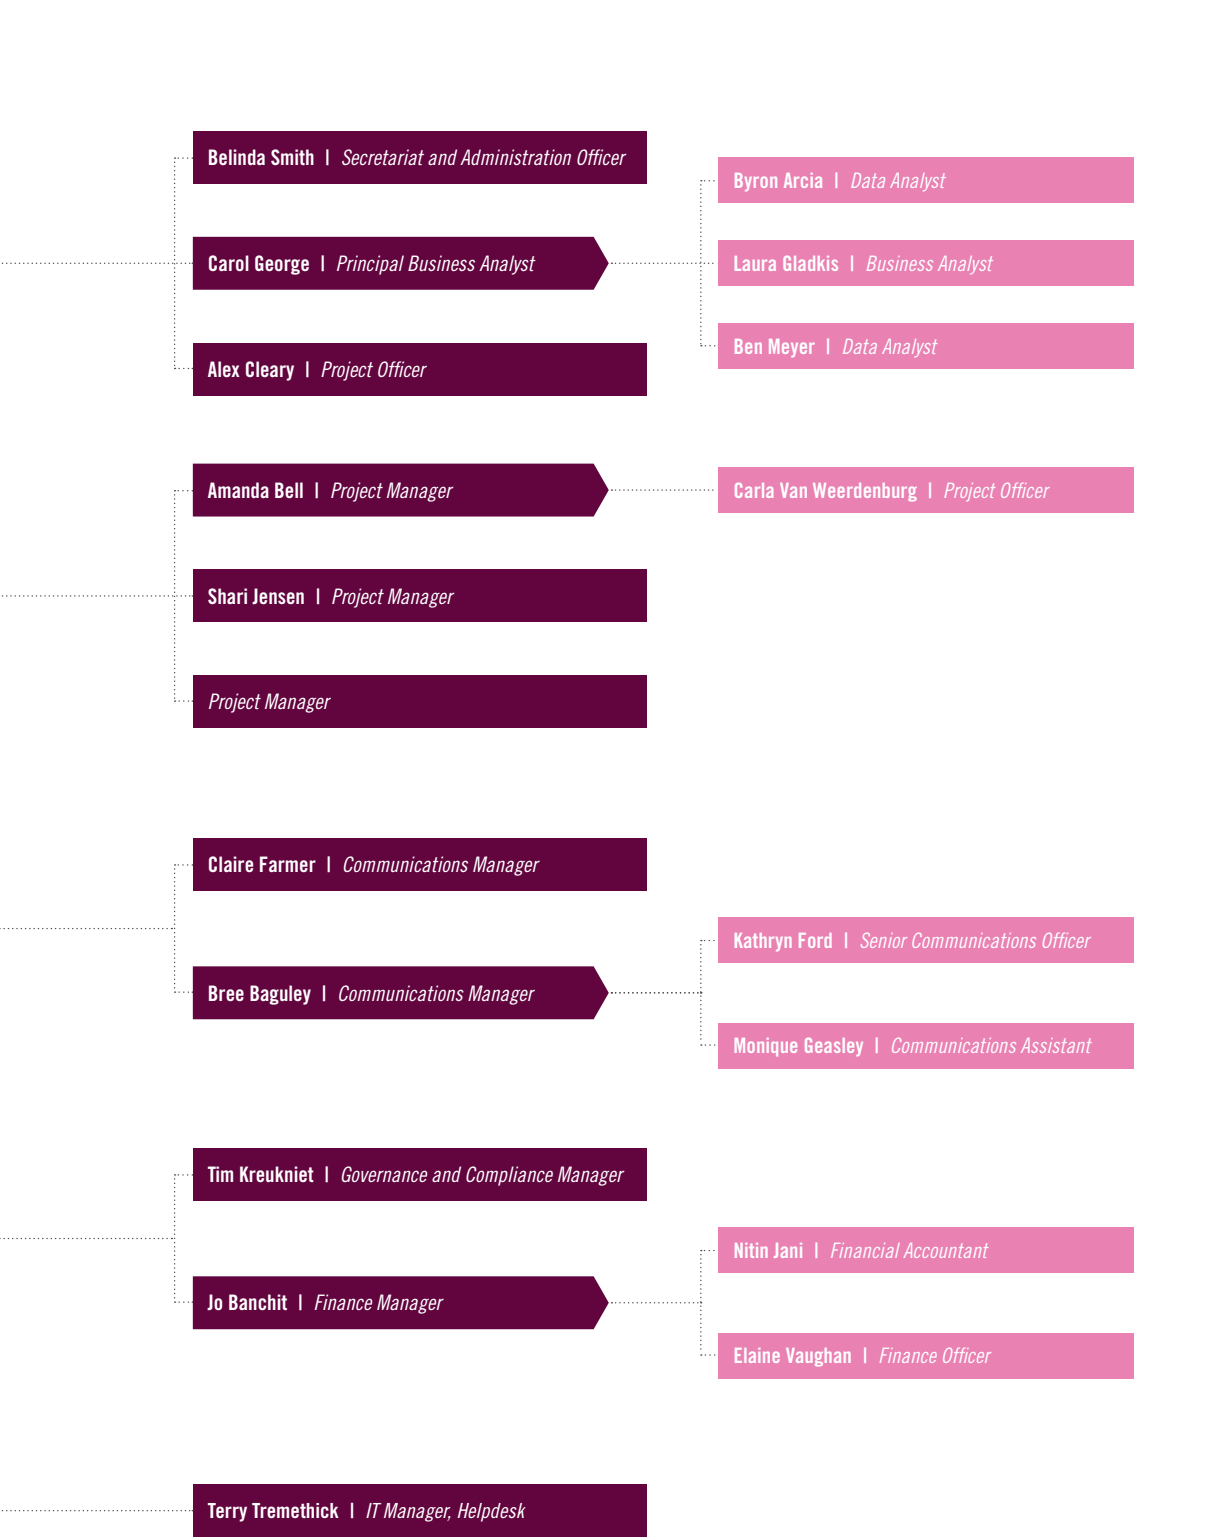 Belinda Smith | Secretariat and Administration Officer
Carol George | Principal Business Analyst
Alex Cleary | Project Officer
Byron Arcia | Data Analyst
Laura Gladkis | Business Analyst
Ben Meyer | Data Analyst
Amanda Bell | Project Manager
Carla Van Weerdenburg | Project Officer
Shari Jensen | Project Manager
Project Manager
Claire Farmer | Communications Manager
Bree Baguley | Communications Manager
Kathryn Ford | Senior Communications Officer
Monique Geasley | Communications Assistant
Tim Kreukniet | Governance and Compliance Manager
Jo Banchit | Finance Manager
Nitin Jani | Financial Accountant
Elaine Vaughan | Finance Officer
Terry Tremethick | IT Manager, Helpdesk